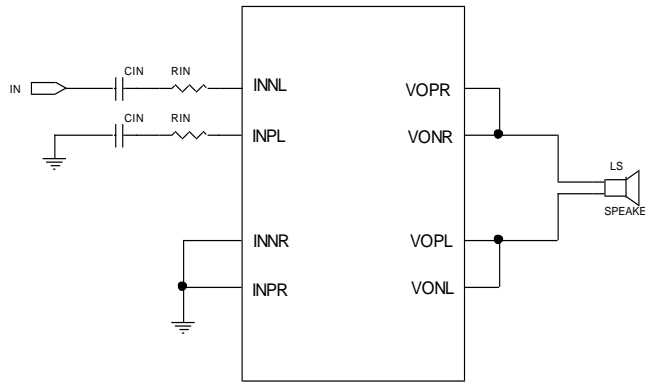 CIN RIN
IN
INNL
VOPR
CIN RIN
INPL
VONR
LS
SPEAKE
INNR
VOPL
INPR
VONL